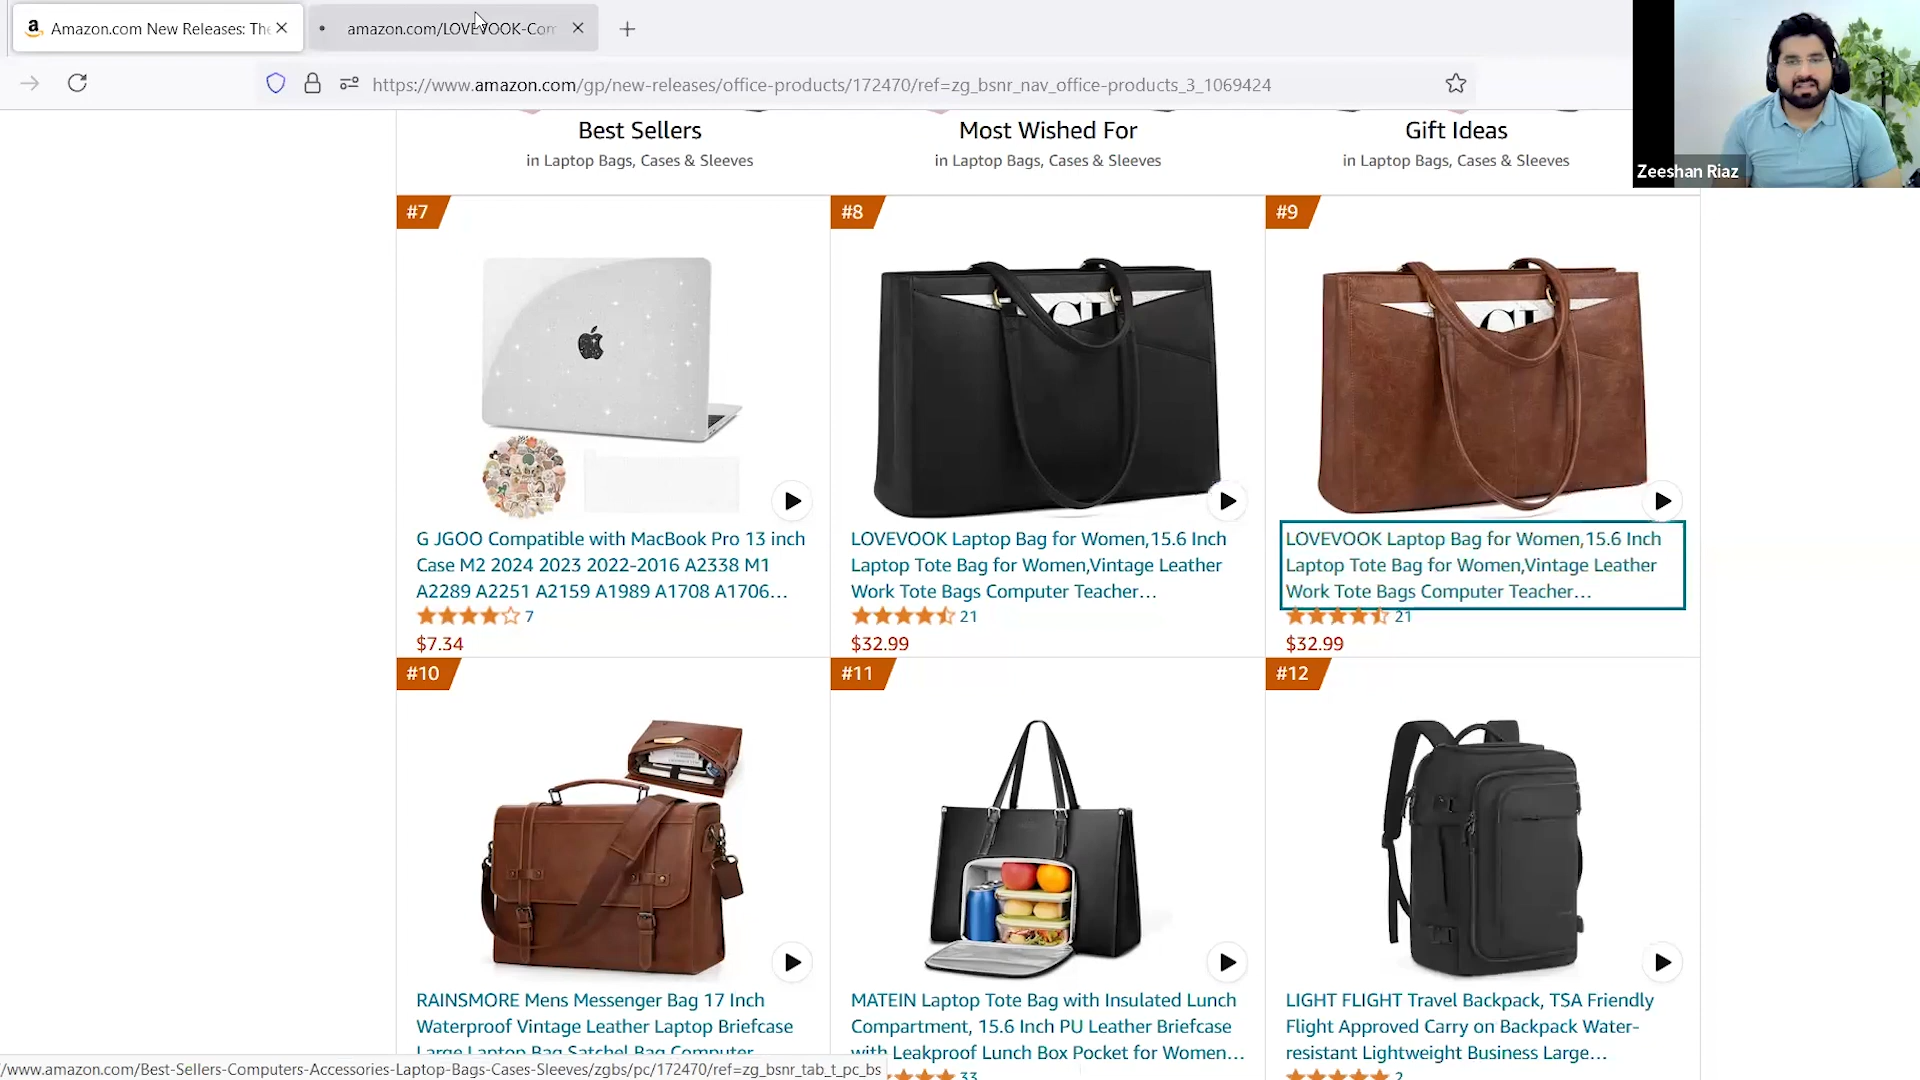 Amazon.com New Releases: The
amazon.com/LOVEVOOK-Com
https://www.amazon.com/gp/new-releases/office-products/172470/ref=zg_bsnr_nav_office-products_3_1069424
Zeeshan Riaz
Best Sellers
in Laptop Bags, Cases & Sleeves
Most Wished For
in Laptop Bags, Cases & Sleeves
Gift Ideas
in Laptop Bags, Cases & Sleeves
#7
G JGOO Compatible with MacBook Pro 13 inch
Case M2 2024 2023 2022-2016 A2338 M1
A2289 A2251 A2159 A1989 A1708 A1706…
7
$7.34
#8
LOVEVOOK Laptop Bag for Women,15.6 Inch
Laptop Tote Bag for Women,Vintage Leather
Work Tote Bags Computer Teacher…
21
$32.99
#9
LOVEVOOK Laptop Bag for Women,15.6 Inch
Laptop Tote Bag for Women,Vintage Leather
Work Tote Bags Computer Teacher…
21
$32.99
#10
RAINSMORE Mens Messenger Bag 17 Inch
Waterproof Vintage Leather Laptop Briefcase
Large Laptop Bag Satchel Bag Computer
#11
MATEIN Laptop Tote Bag with Insulated Lunch
Compartment, 15.6 Inch PU Leather Briefcase
with Leakproof Lunch Box Pocket for Women…
33
#12
LIGHT FLIGHT Travel Backpack, TSA Friendly
Flight Approved Carry on Backpack Water-
resistant Lightweight Business Large…
2
/www.amazon.com/Best-Sellers-Computers-Accessories-Laptop-Bags-Cases-Sleeves/zgbs/pc/172470/ref=zg_bsnr_tab_t_pc_bs